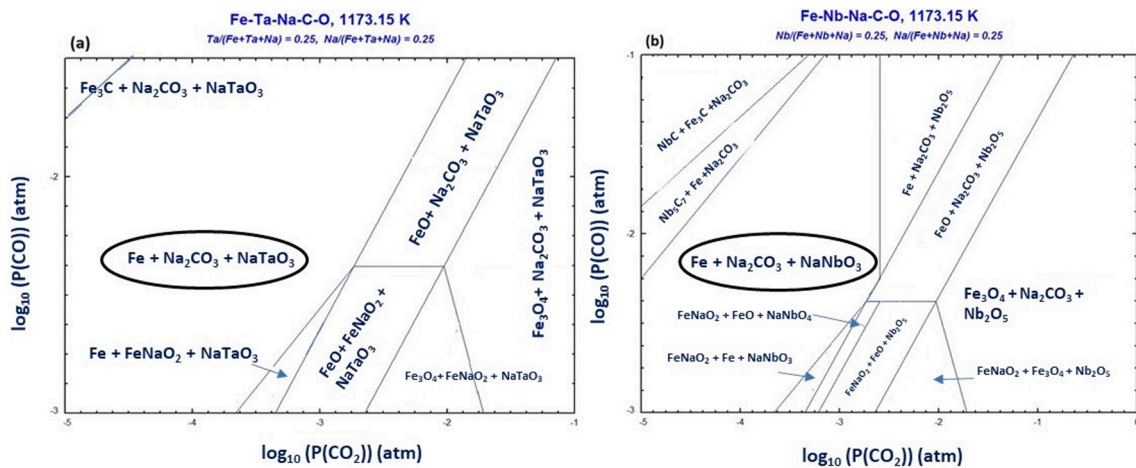 Fe-Ta-Na-C-O, 1173.15 K
(a)
Ta/(Fe+Ta+Na) = 0.25, Na/(Fe+Ta+Na) = 0.25
Fe₃C + Na₂CO₃ + NaTaO₃
FeO+ Na₂CO₃ + NaTaO₃
Fe₃O₄+ Na₂CO₃ + NaTaO₃
Fe + Na₂CO₃ + NaTaO₃
Fe + FeNaO₂ + NaTaO₃
FeO+ FeNaO₂ +
NaTaO₃
Fe₃O₄+FeNaO₂ + NaTaO₃
-2
-3
-5
-4
-3
-2
-1
log₁₀ (P(CO)) (atm)
log₁₀ (P(CO₂)) (atm)
Fe-Nb-Na-C-O, 1173.15 K
(b)
Nb/(Fe+Nb+Na) = 0.25, Na/(Fe+Nb+Na) = 0.25
NbC + Fe₃C +Na₂CO₃
Nb₅C₇ + Fe +Na₂CO₃
Fe + Na₂CO₃ + Nb₂O₅
FeO + Na₂CO₃ + Nb₂O₅
Fe + Na₂CO₃ + NaNbO₃
Fe₃O₄ + Na₂CO₃ +
Nb₂O₅
FeNaO₂ + FeO + NaNbO₄
FeNaO₂ + Fe + NaNbO₃
FeNaO₂ + FeO + Nb₂O₅
FeNaO₂ + Fe₃O₄ + Nb₂O₅
-1
-2
-3
-5
-4
-3
-2
-1
0
log₁₀ (P(CO)) (atm)
log₁₀ (P(CO₂)) (atm)